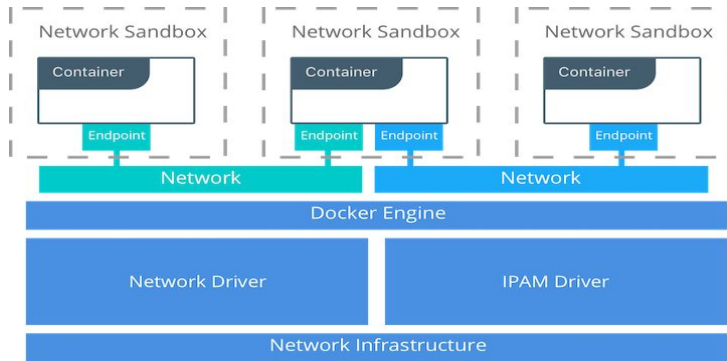 Network Sandbox
Network Sandbox
Network Sandbox
Container
Container
Container
Endpoint
Endpoint
Endpoint
Endpoint
Network
Network
Docker Engine
Network Driver
IPAM Driver
Network Infrastructure